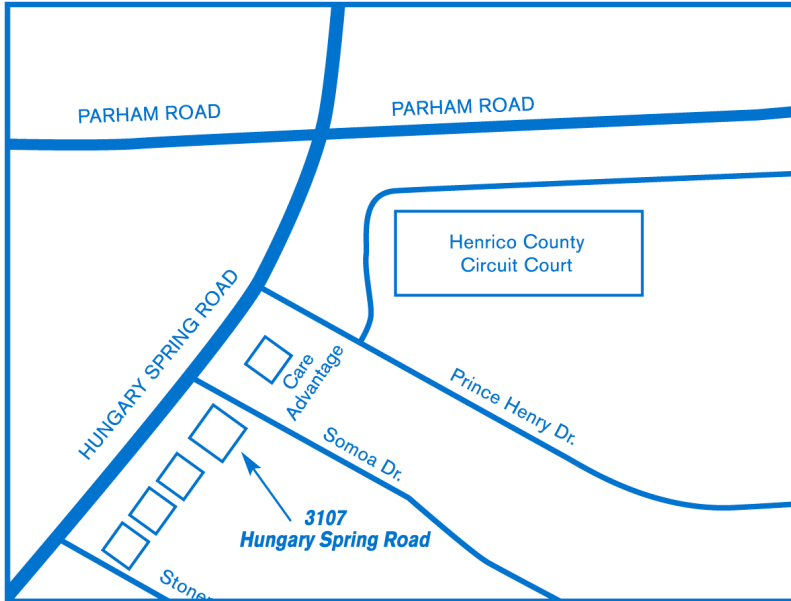 PARHAM ROAD
PARHAM ROAD
Henrico County
Circuit Court
HUNGARY SPRING ROAD
Care
Advantage
Prince Henry Dr.
Somoa Dr.
3107
Hungary Spring Road